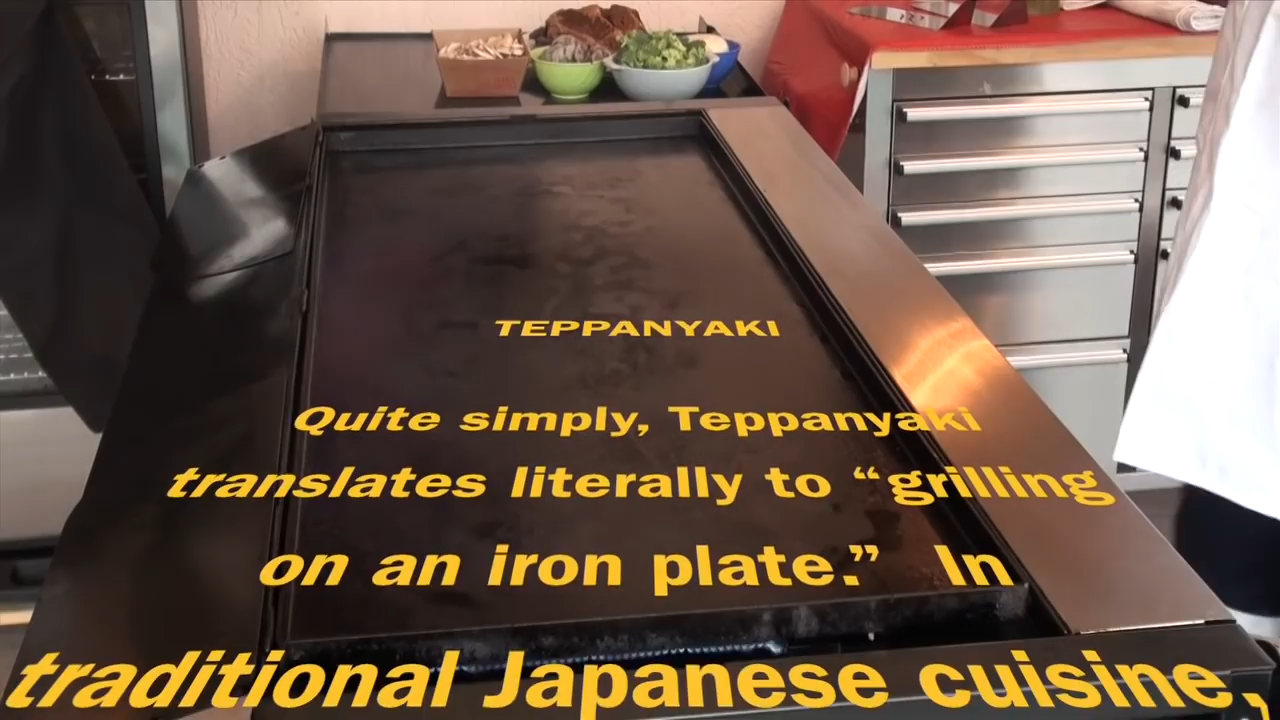 TEPPANYAKI
Quite simply, Teppanyaki
translates literally to “grilling
on an iron plate.” In
traditional Japanese cuisine,